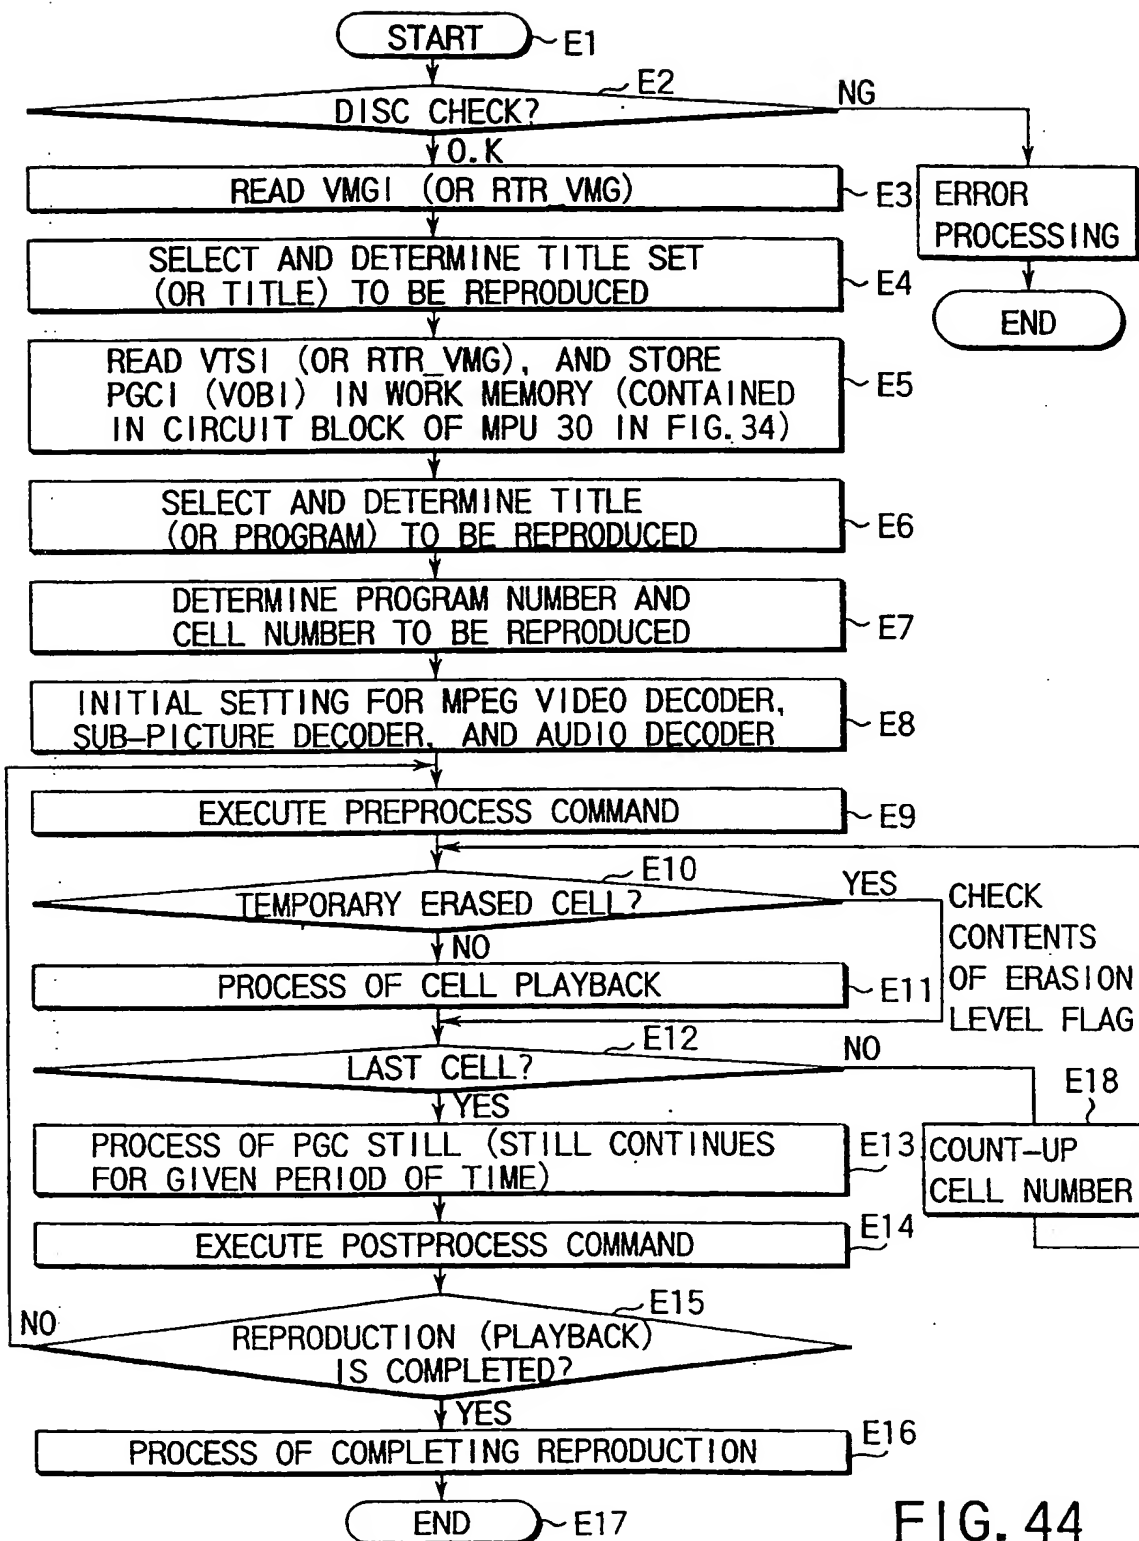 START
E1
E2
DISC CHECK?
NG
O.K
READ VMGI (OR RTR_VMG)
E3
ERROR
PROCESSING
END
SELECT AND DETERMINE TITLE SET
(OR TITLE) TO BE REPRODUCED
E4
READ VTSI (OR RTR_VMG), AND STORE
PGCI (VOBI) IN WORK MEMORY (CONTAINED
IN CIRCUIT BLOCK OF MPU 30 IN FIG.34)
E5
SELECT AND DETERMINE TITLE
(OR PROGRAM) TO BE REPRODUCED
E6
DETERMINE PROGRAM NUMBER AND
CELL NUMBER TO BE REPRODUCED
E7
INITIAL SETTING FOR MPEG VIDEO DECODER,
SUB-PICTURE DECODER, AND AUDIO DECODER
E8
EXECUTE PREPROCESS COMMAND
E9
E10
TEMPORARY ERASED CELL?
YES
CHECK
CONTENTS
OF ERASION
LEVEL FLAG
NO
PROCESS OF CELL PLAYBACK
E11
E12
LAST CELL?
NO
YES
E18
COUNT-UP
CELL NUMBER
PROCESS OF PGC STILL (STILL CONTINUES
FOR GIVEN PERIOD OF TIME)
E13
EXECUTE POSTPROCESS COMMAND
E14
E15
NO
REPRODUCTION (PLAYBACK)
IS COMPLETED?
YES
PROCESS OF COMPLETING REPRODUCTION
E16
END
E17
FIG. 44